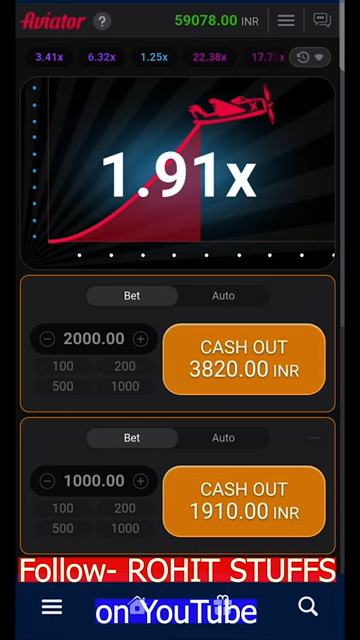 Aviator ? 59078.00 INR
3.41x 6.32x 1.25x 22.38x 17.7
1.91x
Bet Auto
2000.00
100 200
500 1000
CASH OUT
3820.00 INR
Bet Auto
1000.00
100 200
500 1000
CASH OUT
1910.00 INR
Follow- ROHIT STUFFS
on YouTube